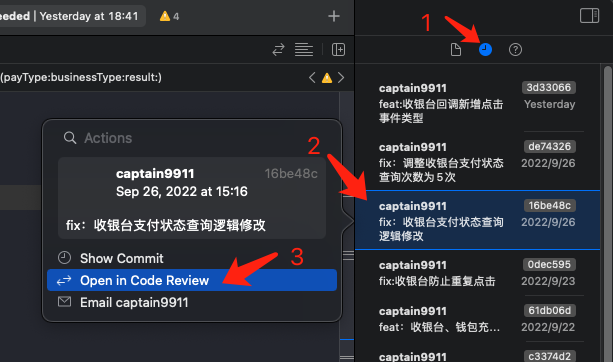 eeded | Yesterday at 18:41
4
1
(payType:businessType:result:)
captain9911
3d33066
feat:收银台回调新增点击
事件类型
Yesterday
captain9911
de74326
fix：调整收银台支付状态
查询次数为5次
2022/9/26
2
captain9911
16be48c
fix：收银台支付状态查询
逻辑修改
2022/9/26
captain9911
0dec595
fix:收银台防止重复点击
2022/9/23
captain9911
61db06d
feat：收银台、钱包充...
2022/9/22
captain9911
c3374d2
Actions
captain9911
16be48c
Sep 26, 2022 at 15:16
fix：收银台支付状态查询逻辑修改
Show Commit
3
Open in Code Review
Email captain9911